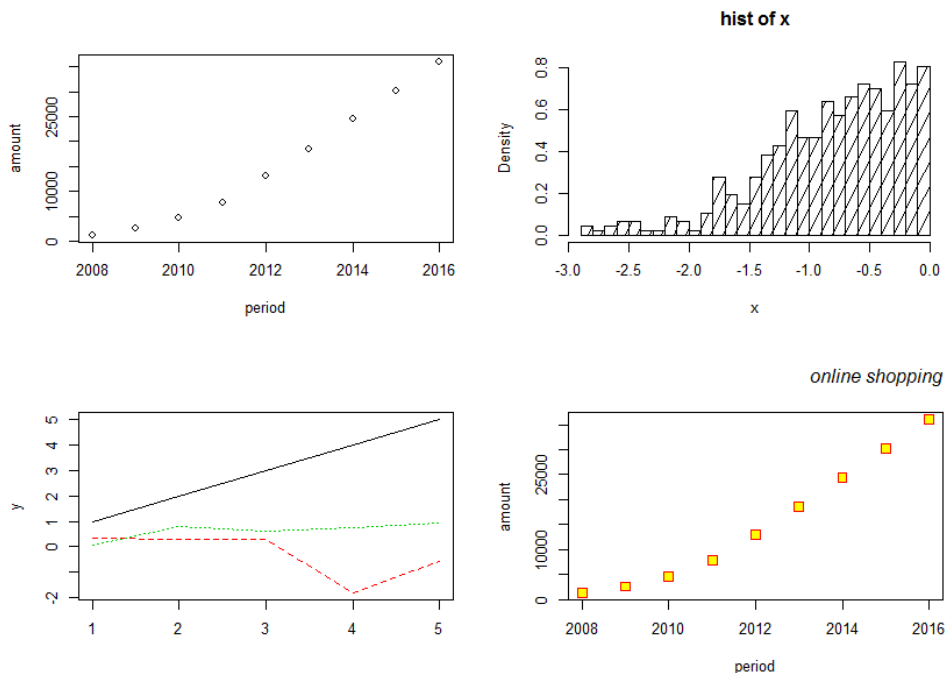 amount
25000
10000
0
2008 2010 2012 2014 2016
period
hist of x
Density
0.8
0.6
0.4
0.2
0.0
-3.0 -2.5 -2.0 -1.5 -1.0 -0.5 0.0
x
y
5
4
3
2
1
0
-2
1 2 3 4 5
online shopping
amount
25000
10000
0
2008 2010 2012 2014 2016
period